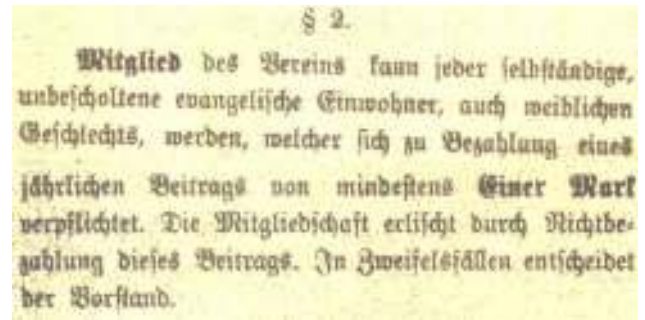 § 2.
Mitglied des Vereins kann jeder selbständige,
unbescholtene evangelische Einwohner, auch weiblichen
Geschlechts, werden, welcher sich zu Bezahlung eines
jährlichen Beitrags von mindestens Einer Mark
verpflichtet. Die Mitgliedschaft erlischt durch Nichtbe-
zahlung dieses Beitrags. In Zweifelsfällen entscheidet
der Vorstand.